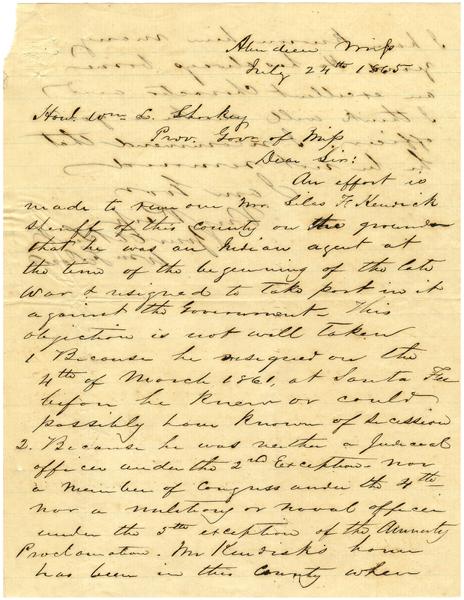 Aberdeen Miss
July 24th 1865
Hon. Wm L. Sharkey
Prov. Govr of Miss
Dear Sir:
An effort is
made to remove Mr. Silas F. Kendrick
sheriff of this county on the grounds
that he was an Indian agent at
the time of the beginning of the late
War & resigned to take part in it
against the Government - This
objection is not well taken
1 Because he resigned on the
4th of March 1861, at Santa Fee
before he knew or could
possibly have known of secession
2. Because he was neither a Judicial
officer under the 2nd Exception - nor
a member of Congress under the 4th
nor a military or naval officer
under the 5th exception of the Amnesty
Proclamation. Mr Kendrick's home
has been in this county when